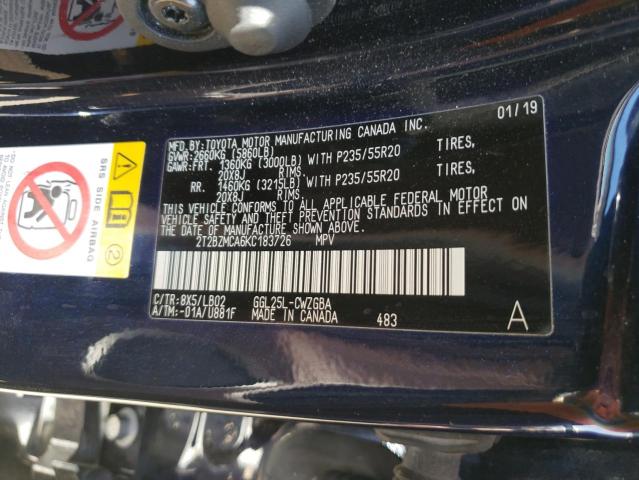 MFD. BY: TOYOTA MOTOR MANUFACTURING CANADA INC. 01/19
GVWR: 2660KG (5860LB)
GAWR: FRT. 1360KG (3000LB) WITH P235/55R20 TIRES,
20X8J RIMS
RR. 1460KG (3215LB) WITH P235/55R20 TIRES,
20X8J RIMS
THIS VEHICLE CONFORMS TO ALL APPLICABLE FEDERAL MOTOR
VEHICLE SAFETY AND THEFT PREVENTION STANDARDS IN EFFECT ON
THE DATE OF MANUFACTURE SHOWN ABOVE.
2T2BZMCA6KC183726 MPV
C/TR: 8X5/LB02 GGL25L-CWZGBA
A/TM: -01A/U881F MADE IN CANADA 483 A
SRS SIDE AIRBAG